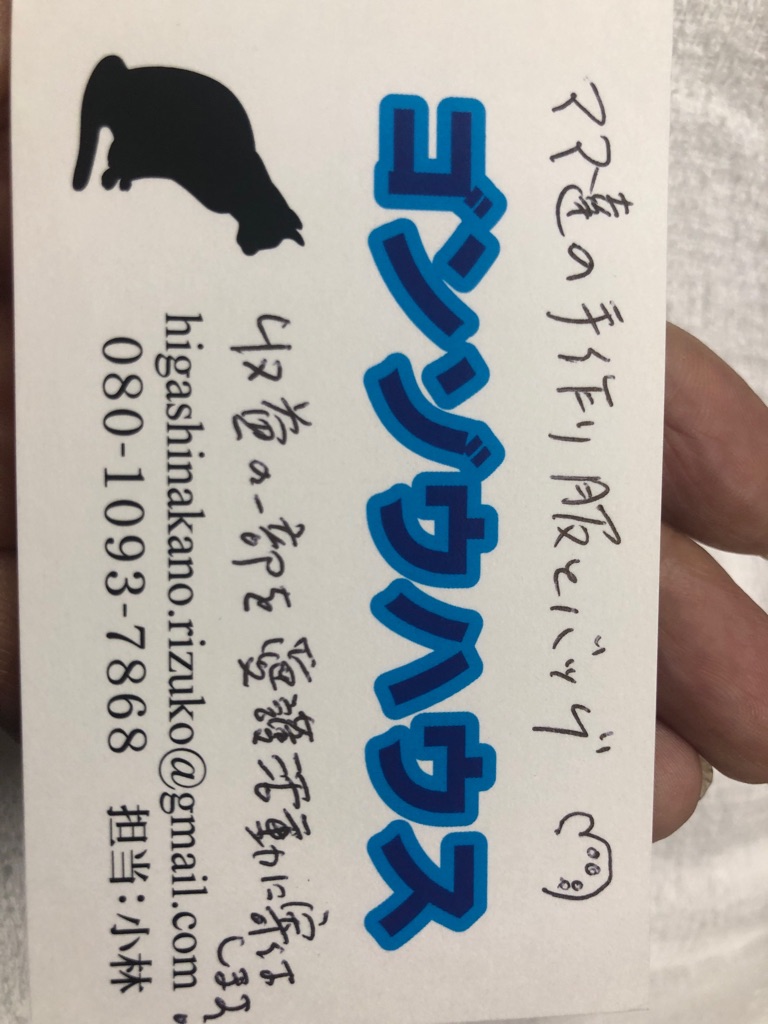 ママ達の手作り服とバッグ
ゴンゾウハウス
収益の一部を愛護活動に寄付します。
higashinakano.rizuko@gmail.com
080-1093-7868 担当:小林